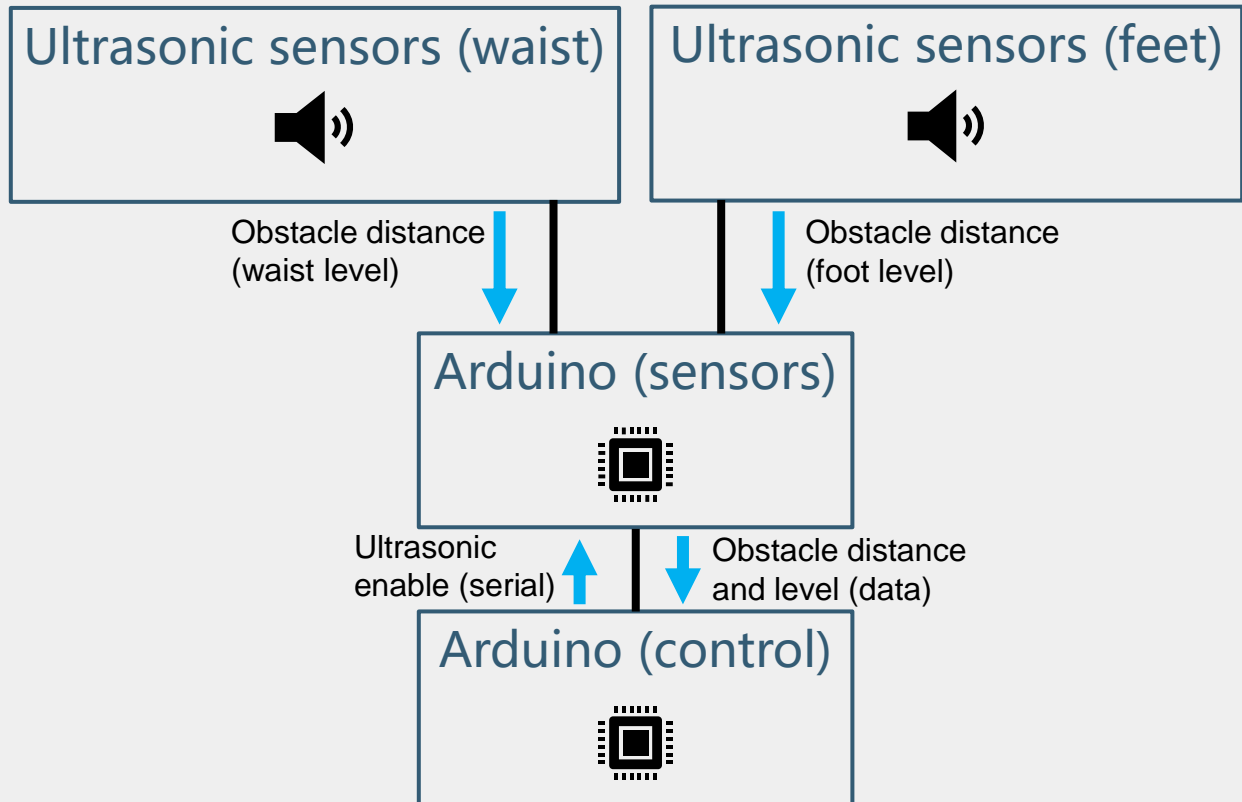 Ultrasonic sensors (waist)
Ultrasonic sensors (feet)
Obstacle distance
(waist level)
Obstacle distance
(foot level)
Arduino (sensors)
Ultrasonic
enable (serial)
Obstacle distance
and level (data)
Arduino (control)